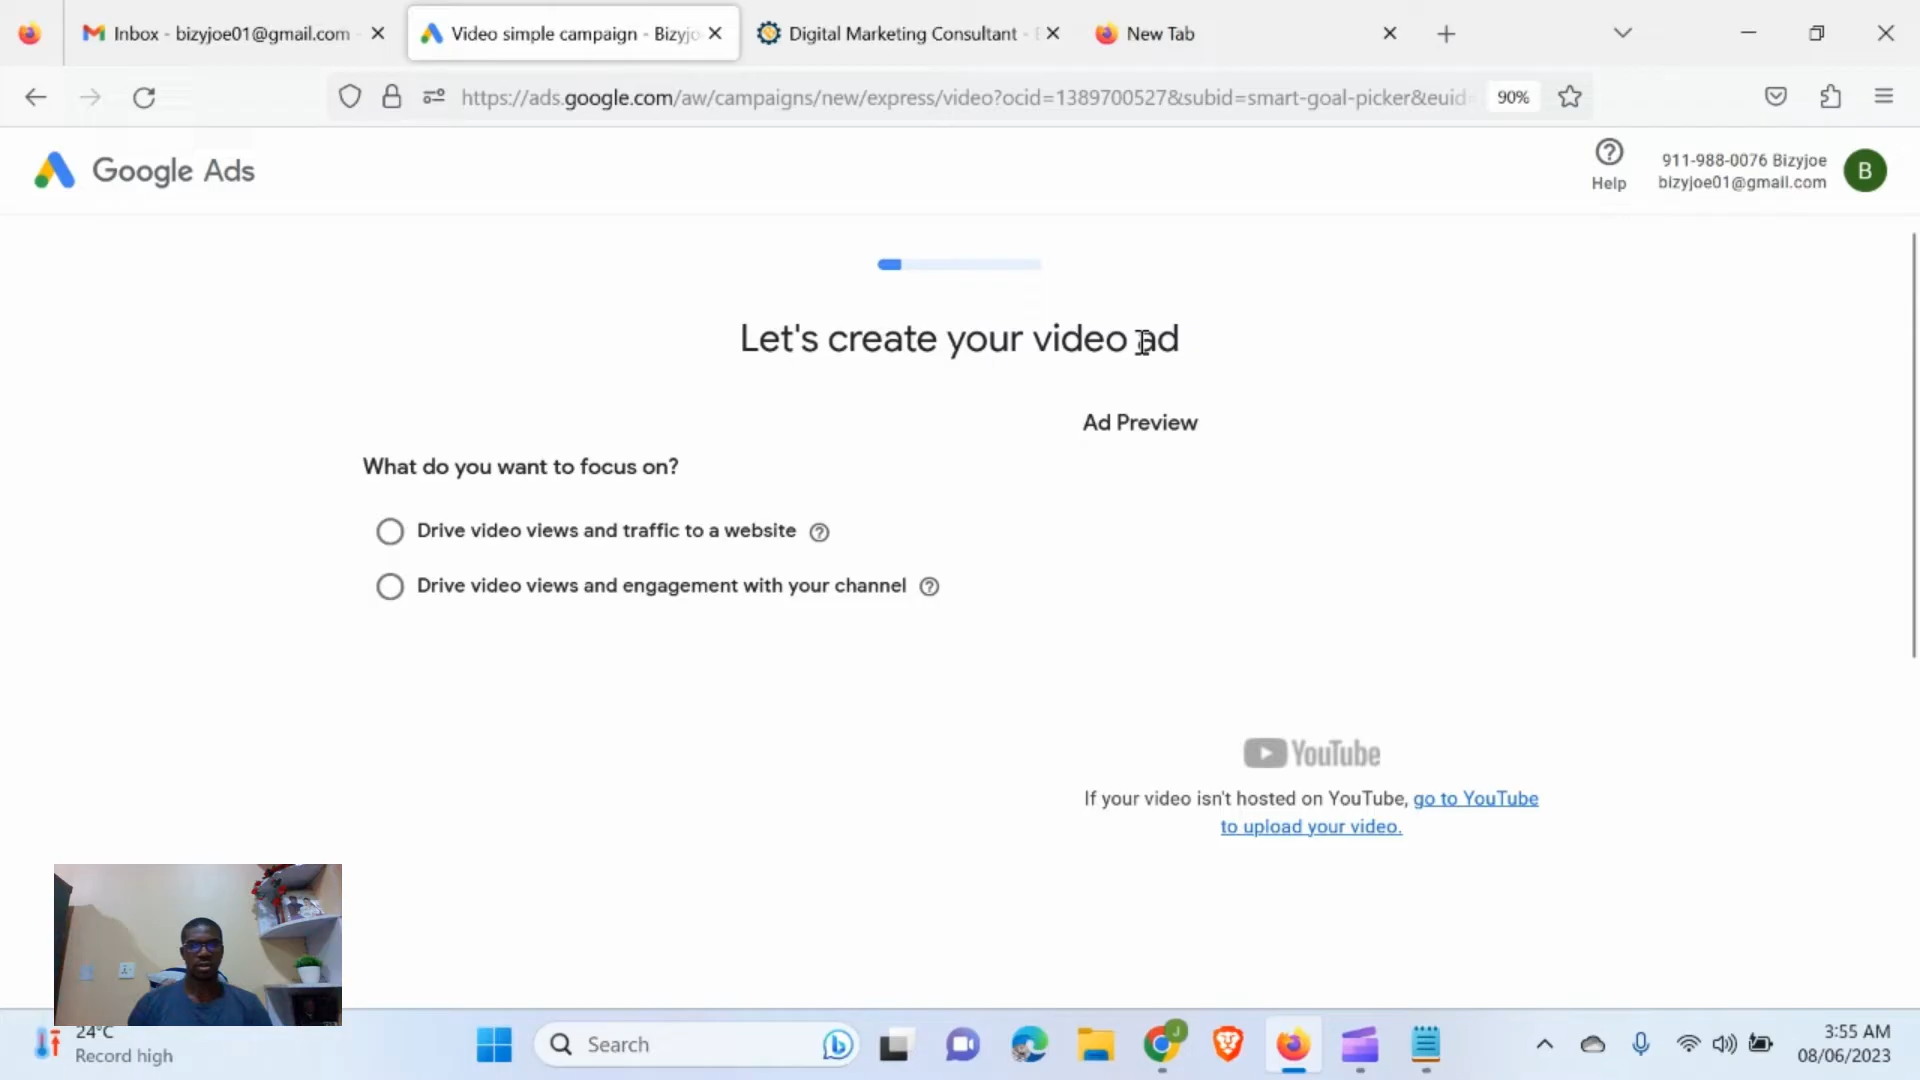 Inbox - bizyjoe01@gmail.com
Video simple campaign - Bizyjo
Digital Marketing Consultant -
New Tab
https://ads.google.com/aw/campaigns/new/express/video?ocid=1389700527&subid=smart-goal-picker&euid=
90%
Google Ads
Help
911-988-0076 Bizyjoe
bizyjoe01@gmail.com
B
Let's create your video ad
Ad Preview
What do you want to focus on?
Drive video views and traffic to a website
Drive video views and engagement with your channel
YouTube
If your video isn't hosted on YouTube, go to YouTube
to upload your video.
24°C
Record high
Search
J
3:55 AM
08/06/2023